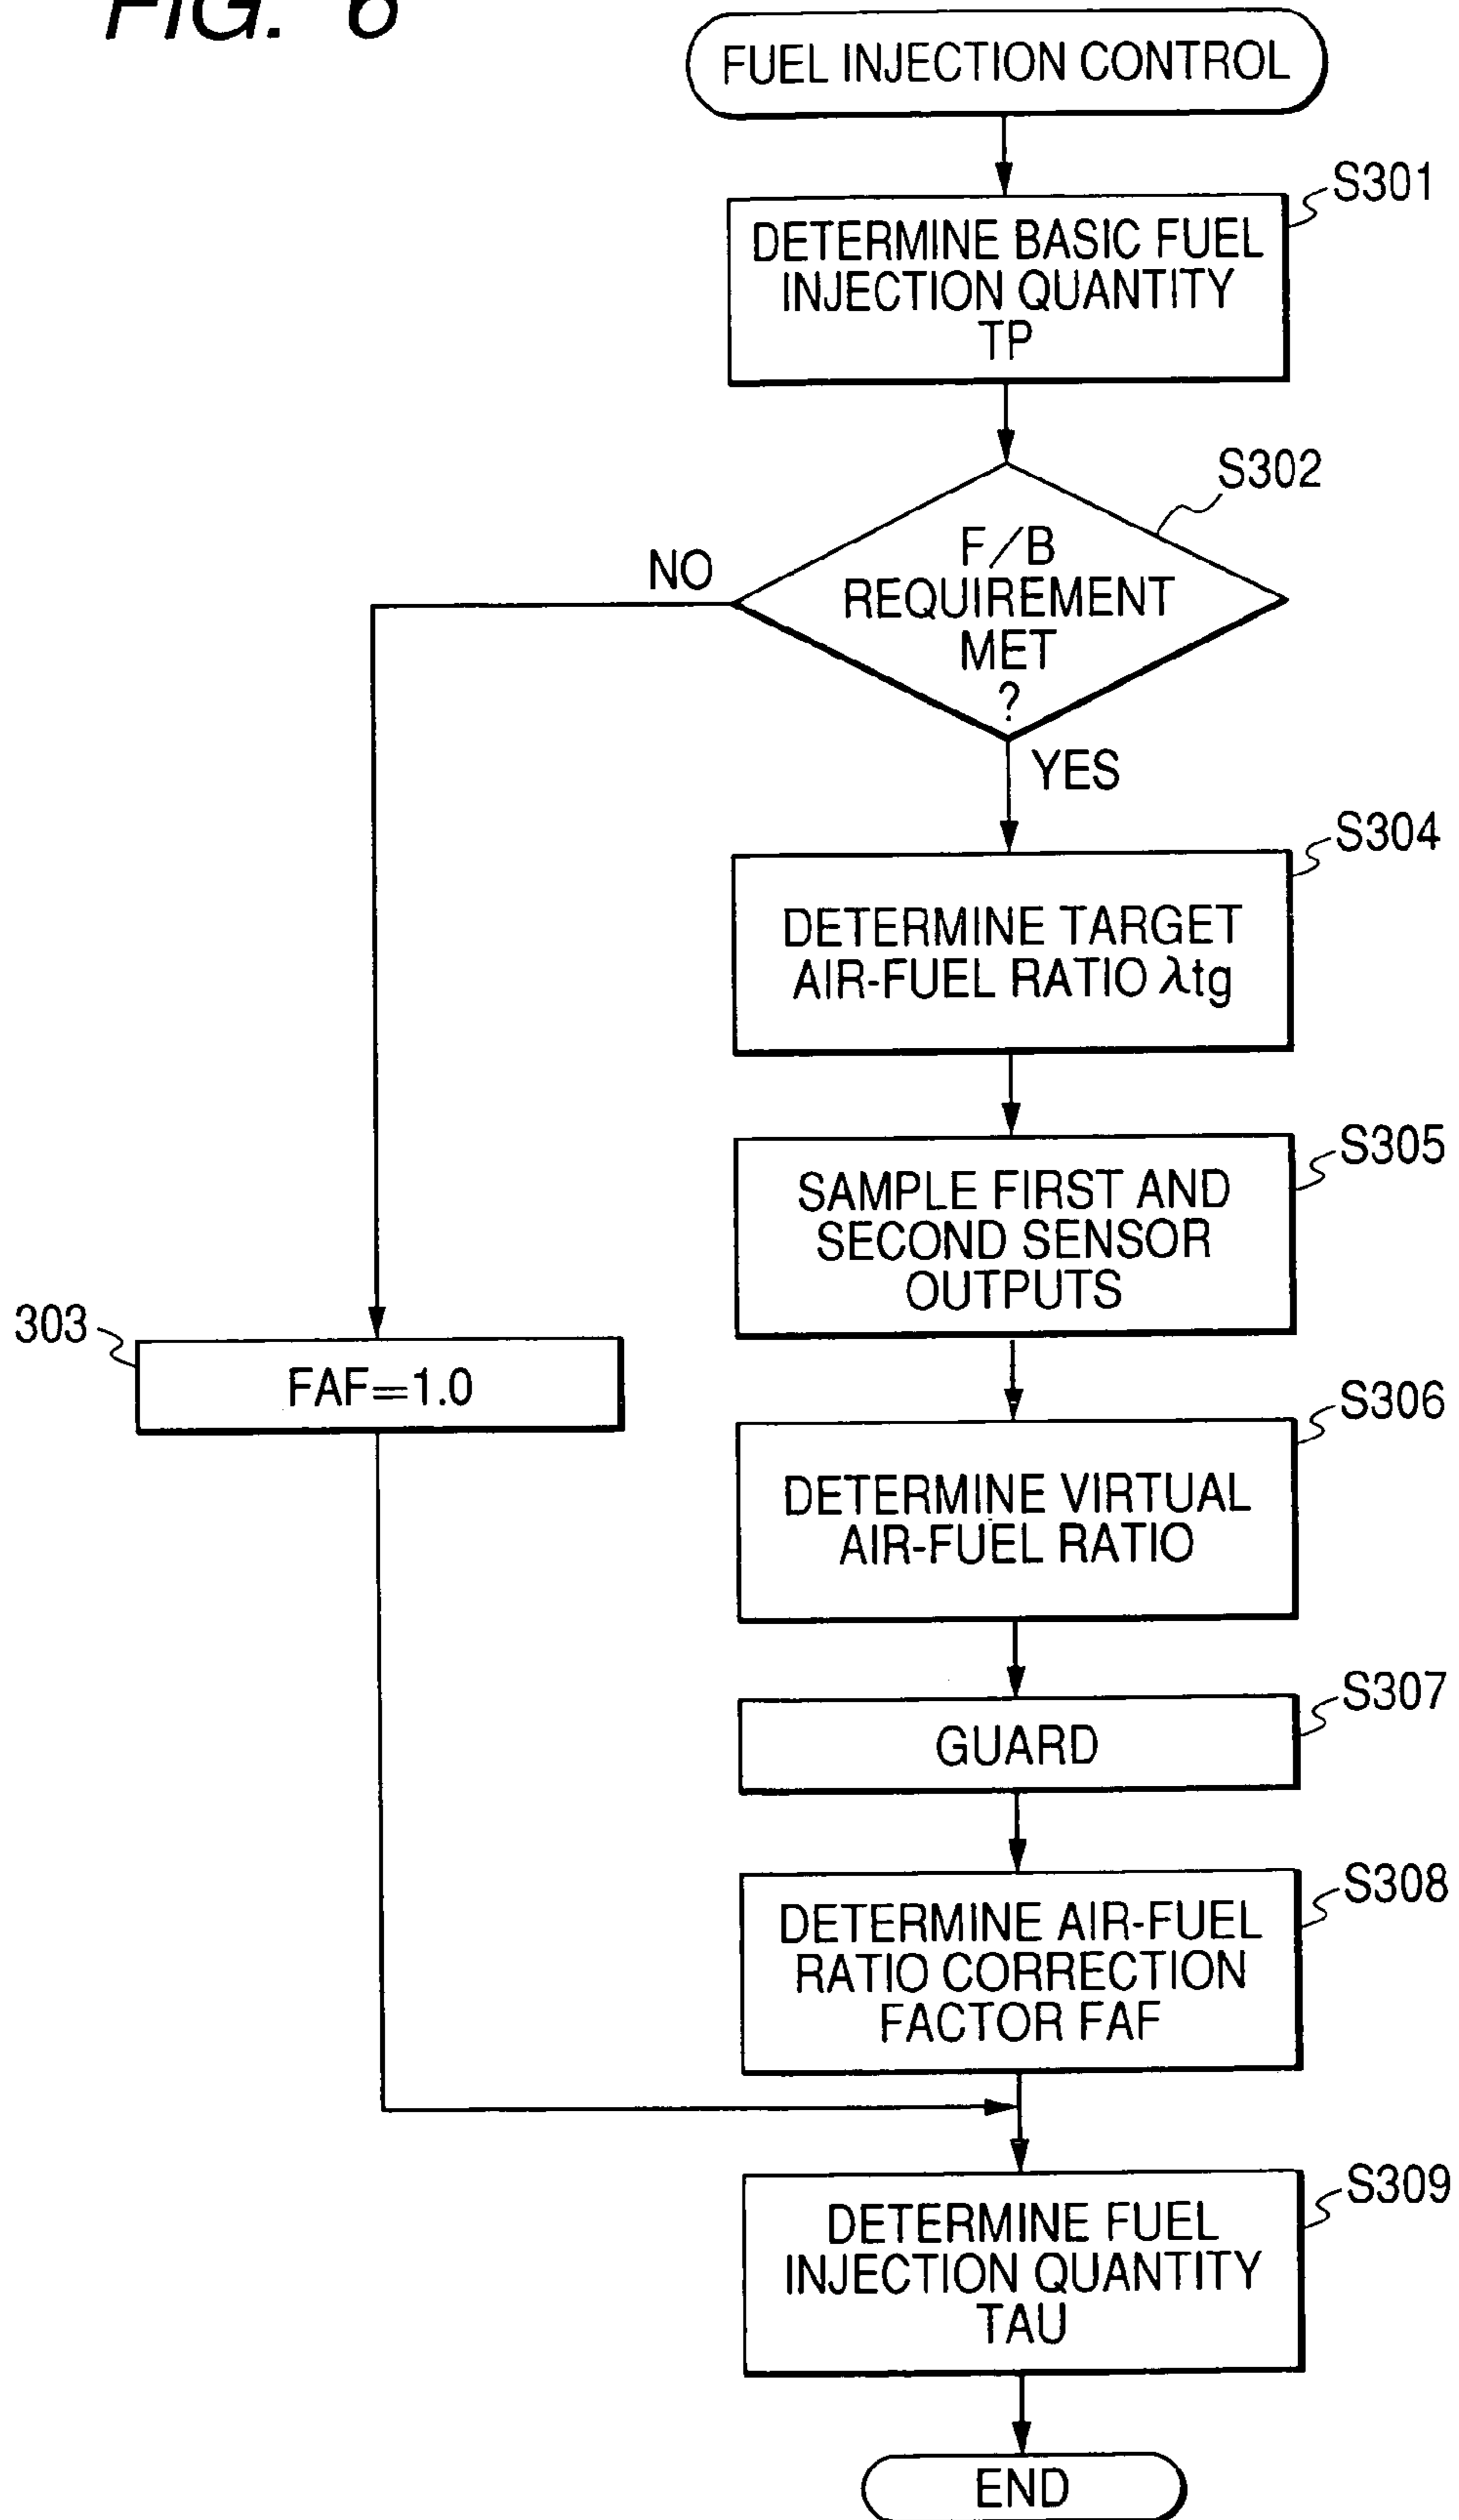 FIG. 6
FUEL INJECTION CONTROL
S301
DETERMINE BASIC FUEL
INJECTION QUANTITY
TP
S302
F/B
REQUIREMENT
MET
?
NO
YES
S304
DETERMINE TARGET
AIR-FUEL RATIO λtg
S305
SAMPLE FIRST AND
SECOND SENSOR
OUTPUTS
303
FAF=1.0
S306
DETERMINE VIRTUAL
AIR-FUEL RATIO
S307
GUARD
S308
DETERMINE AIR-FUEL
RATIO CORRECTION
FACTOR FAF
S309
DETERMINE FUEL
INJECTION QUANTITY
TAU
END